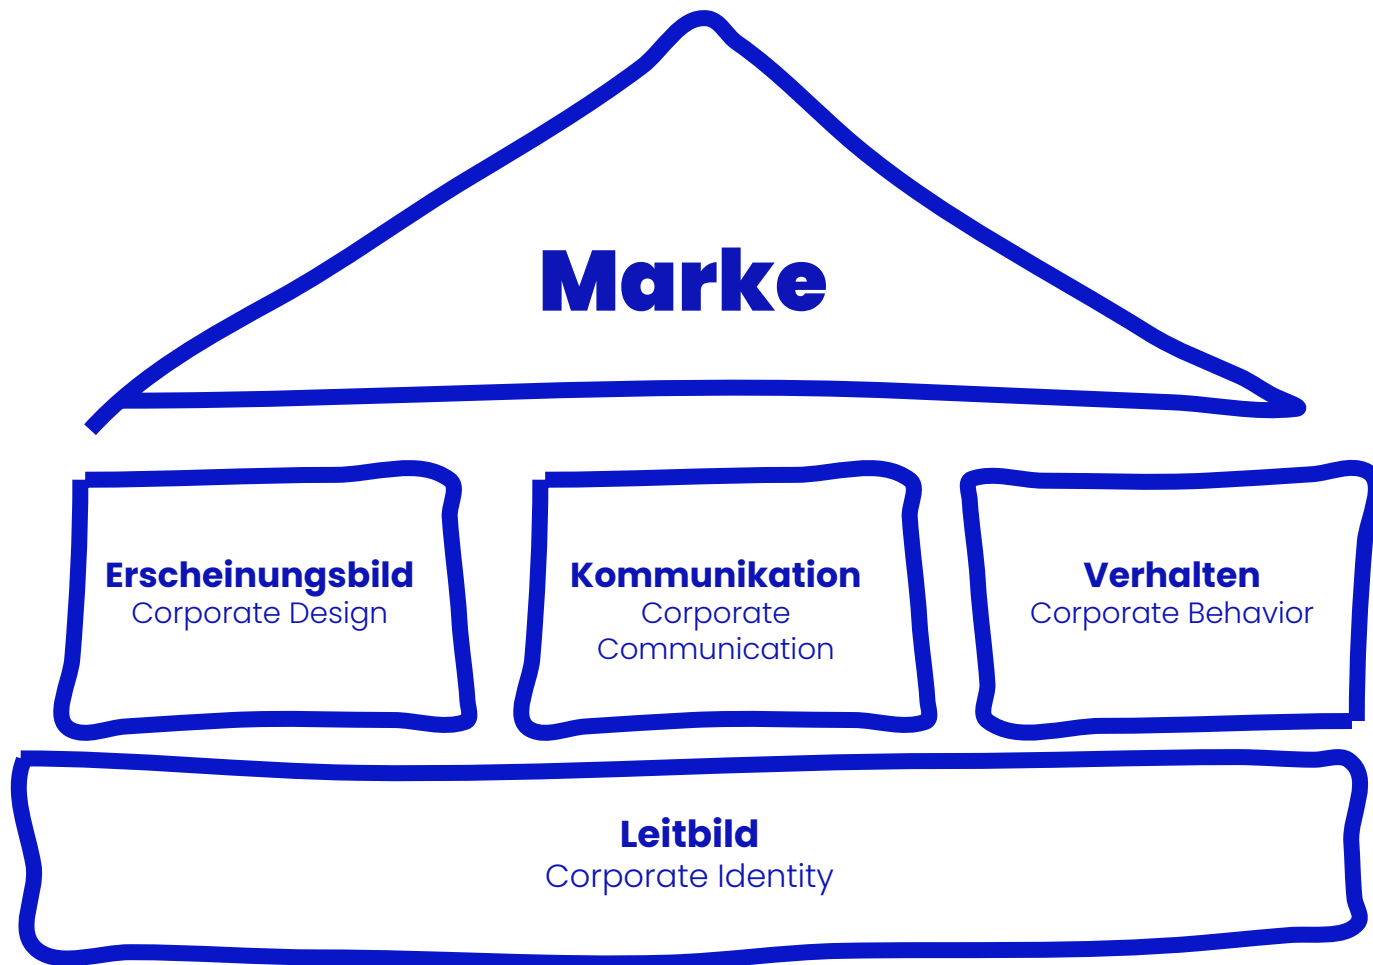 Marke
Erscheinungsbild
Corporate Design
Kommunikation
Corporate
Communication
Verhalten
Corporate Behavior
Leitbild
Corporate Identity